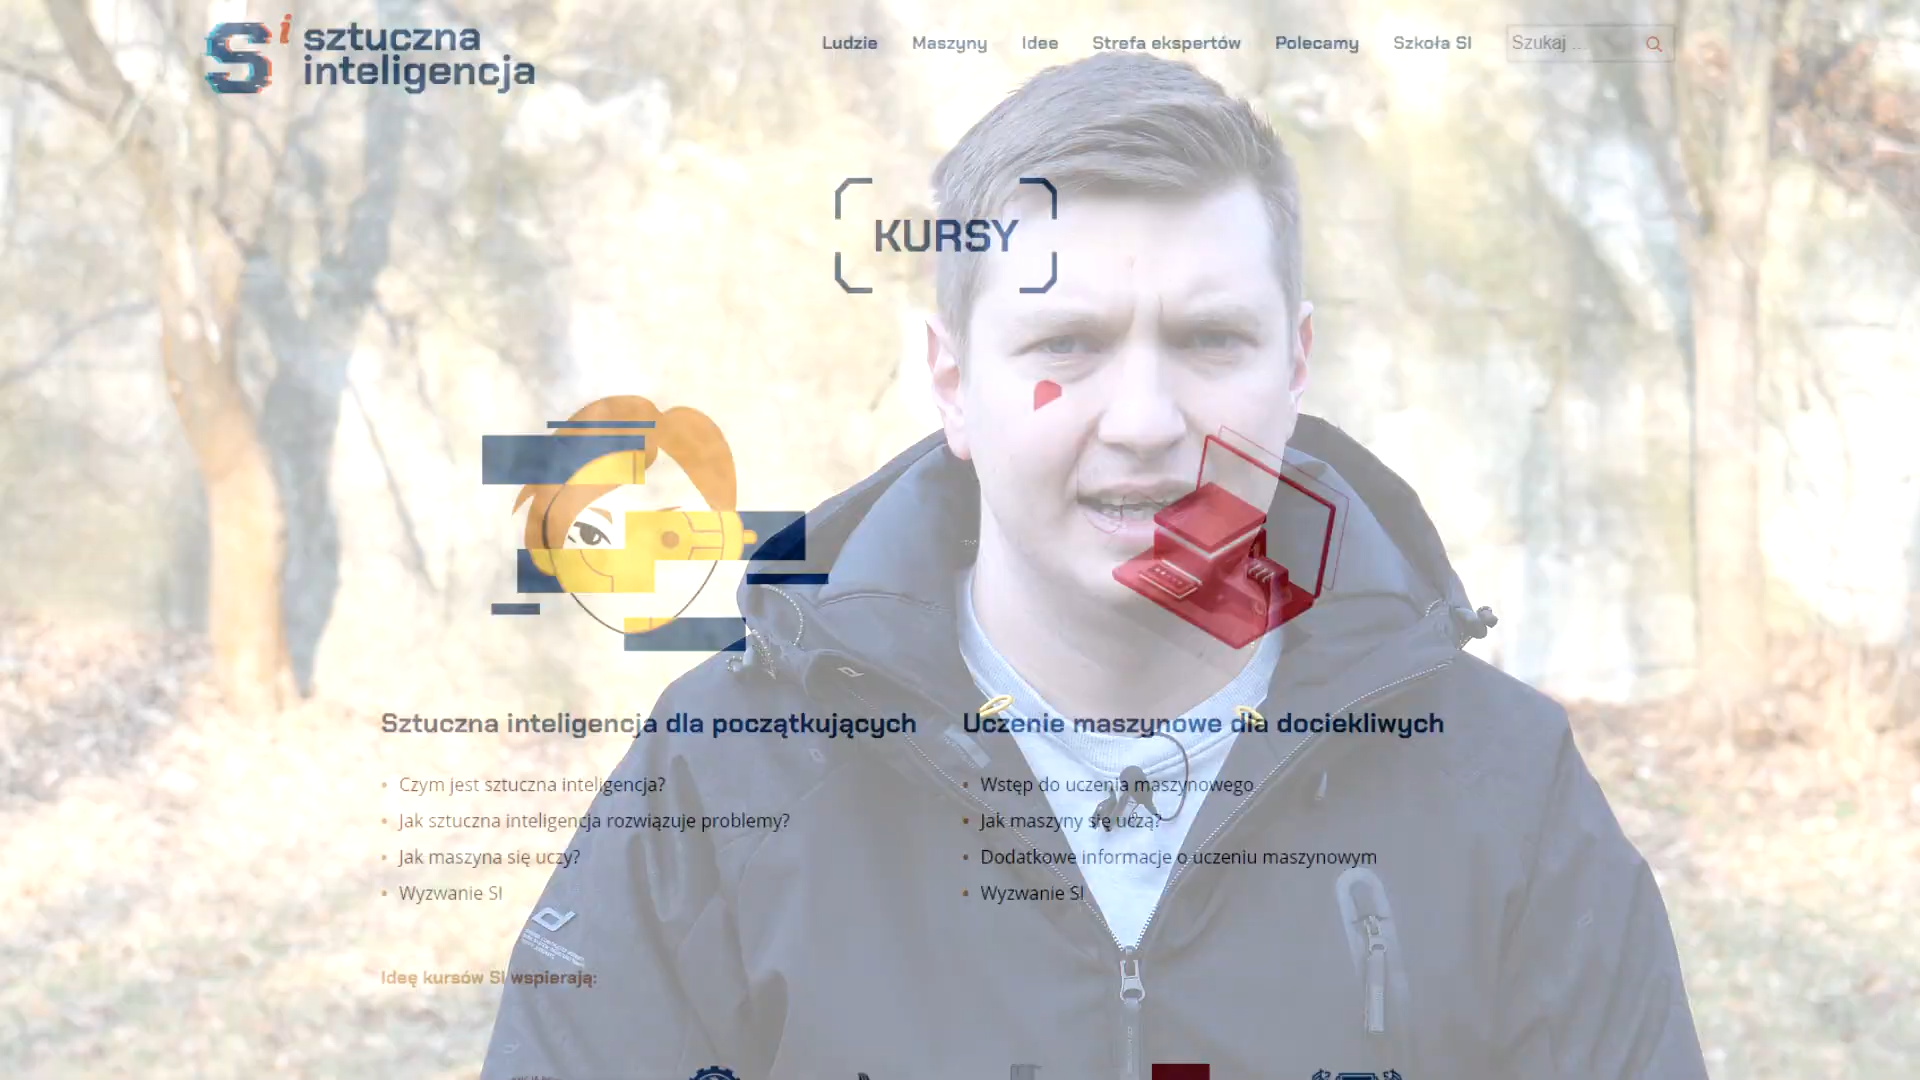 Si sztuczna
inteligencja
Ludzie Maszyny Idee Strefa ekspertów Polecamy Szkoła SI Szukaj ...
KURSY
Sztuczna inteligencja dla początkujących
• Czym jest sztuczna inteligencja?
• Jak sztuczna inteligencja rozwiązuje problemy?
• Jak maszyna się uczy?
• Wyzwanie SI
Uczenie maszynowe dla dociekliwych
• Wstęp do uczenia maszynowego
• Jak maszyny się uczą?
• Dodatkowe informacje o uczeniu maszynowym
• Wyzwanie SI
Ideę kursów SI wspierają: